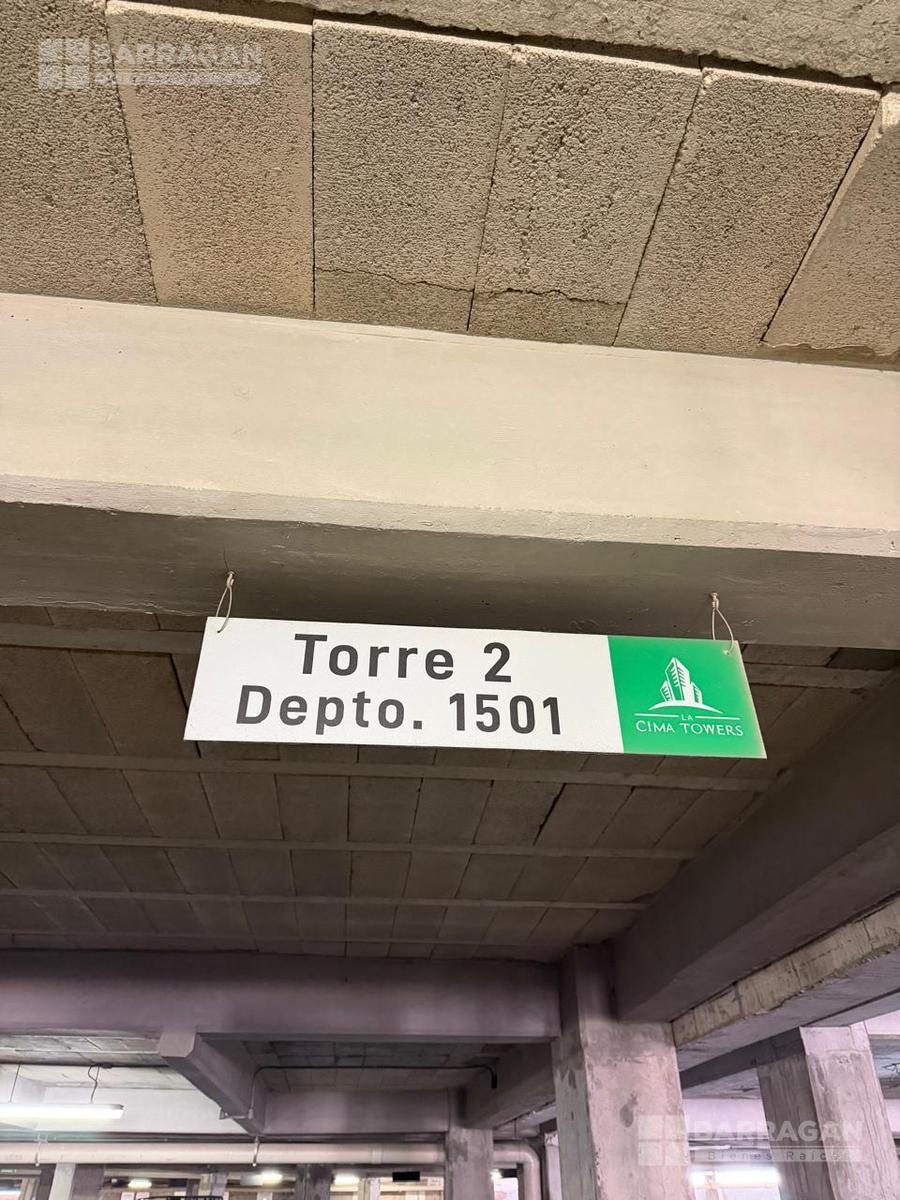 BARRAGAN
Torre 2
Depto. 1501
LA
CIMA TOWERS
BARRAGAN
Bienes Raíces